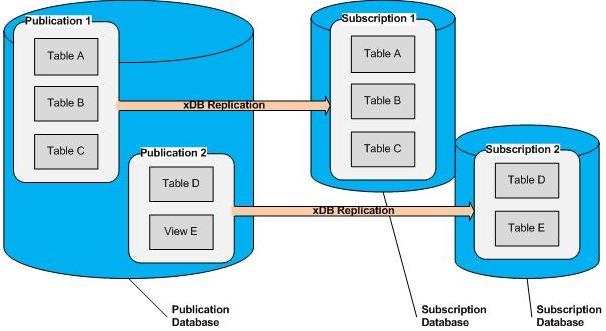 Publication 1
Table A
Table B
Table C
xDB Replication
Subscription 1
Table A
Table B
Table C
Publication 2
Table D
View E
xDB Replication
Subscription 2
Table D
Table E
Publication
Database
Subscription
Database
Subscription
Database